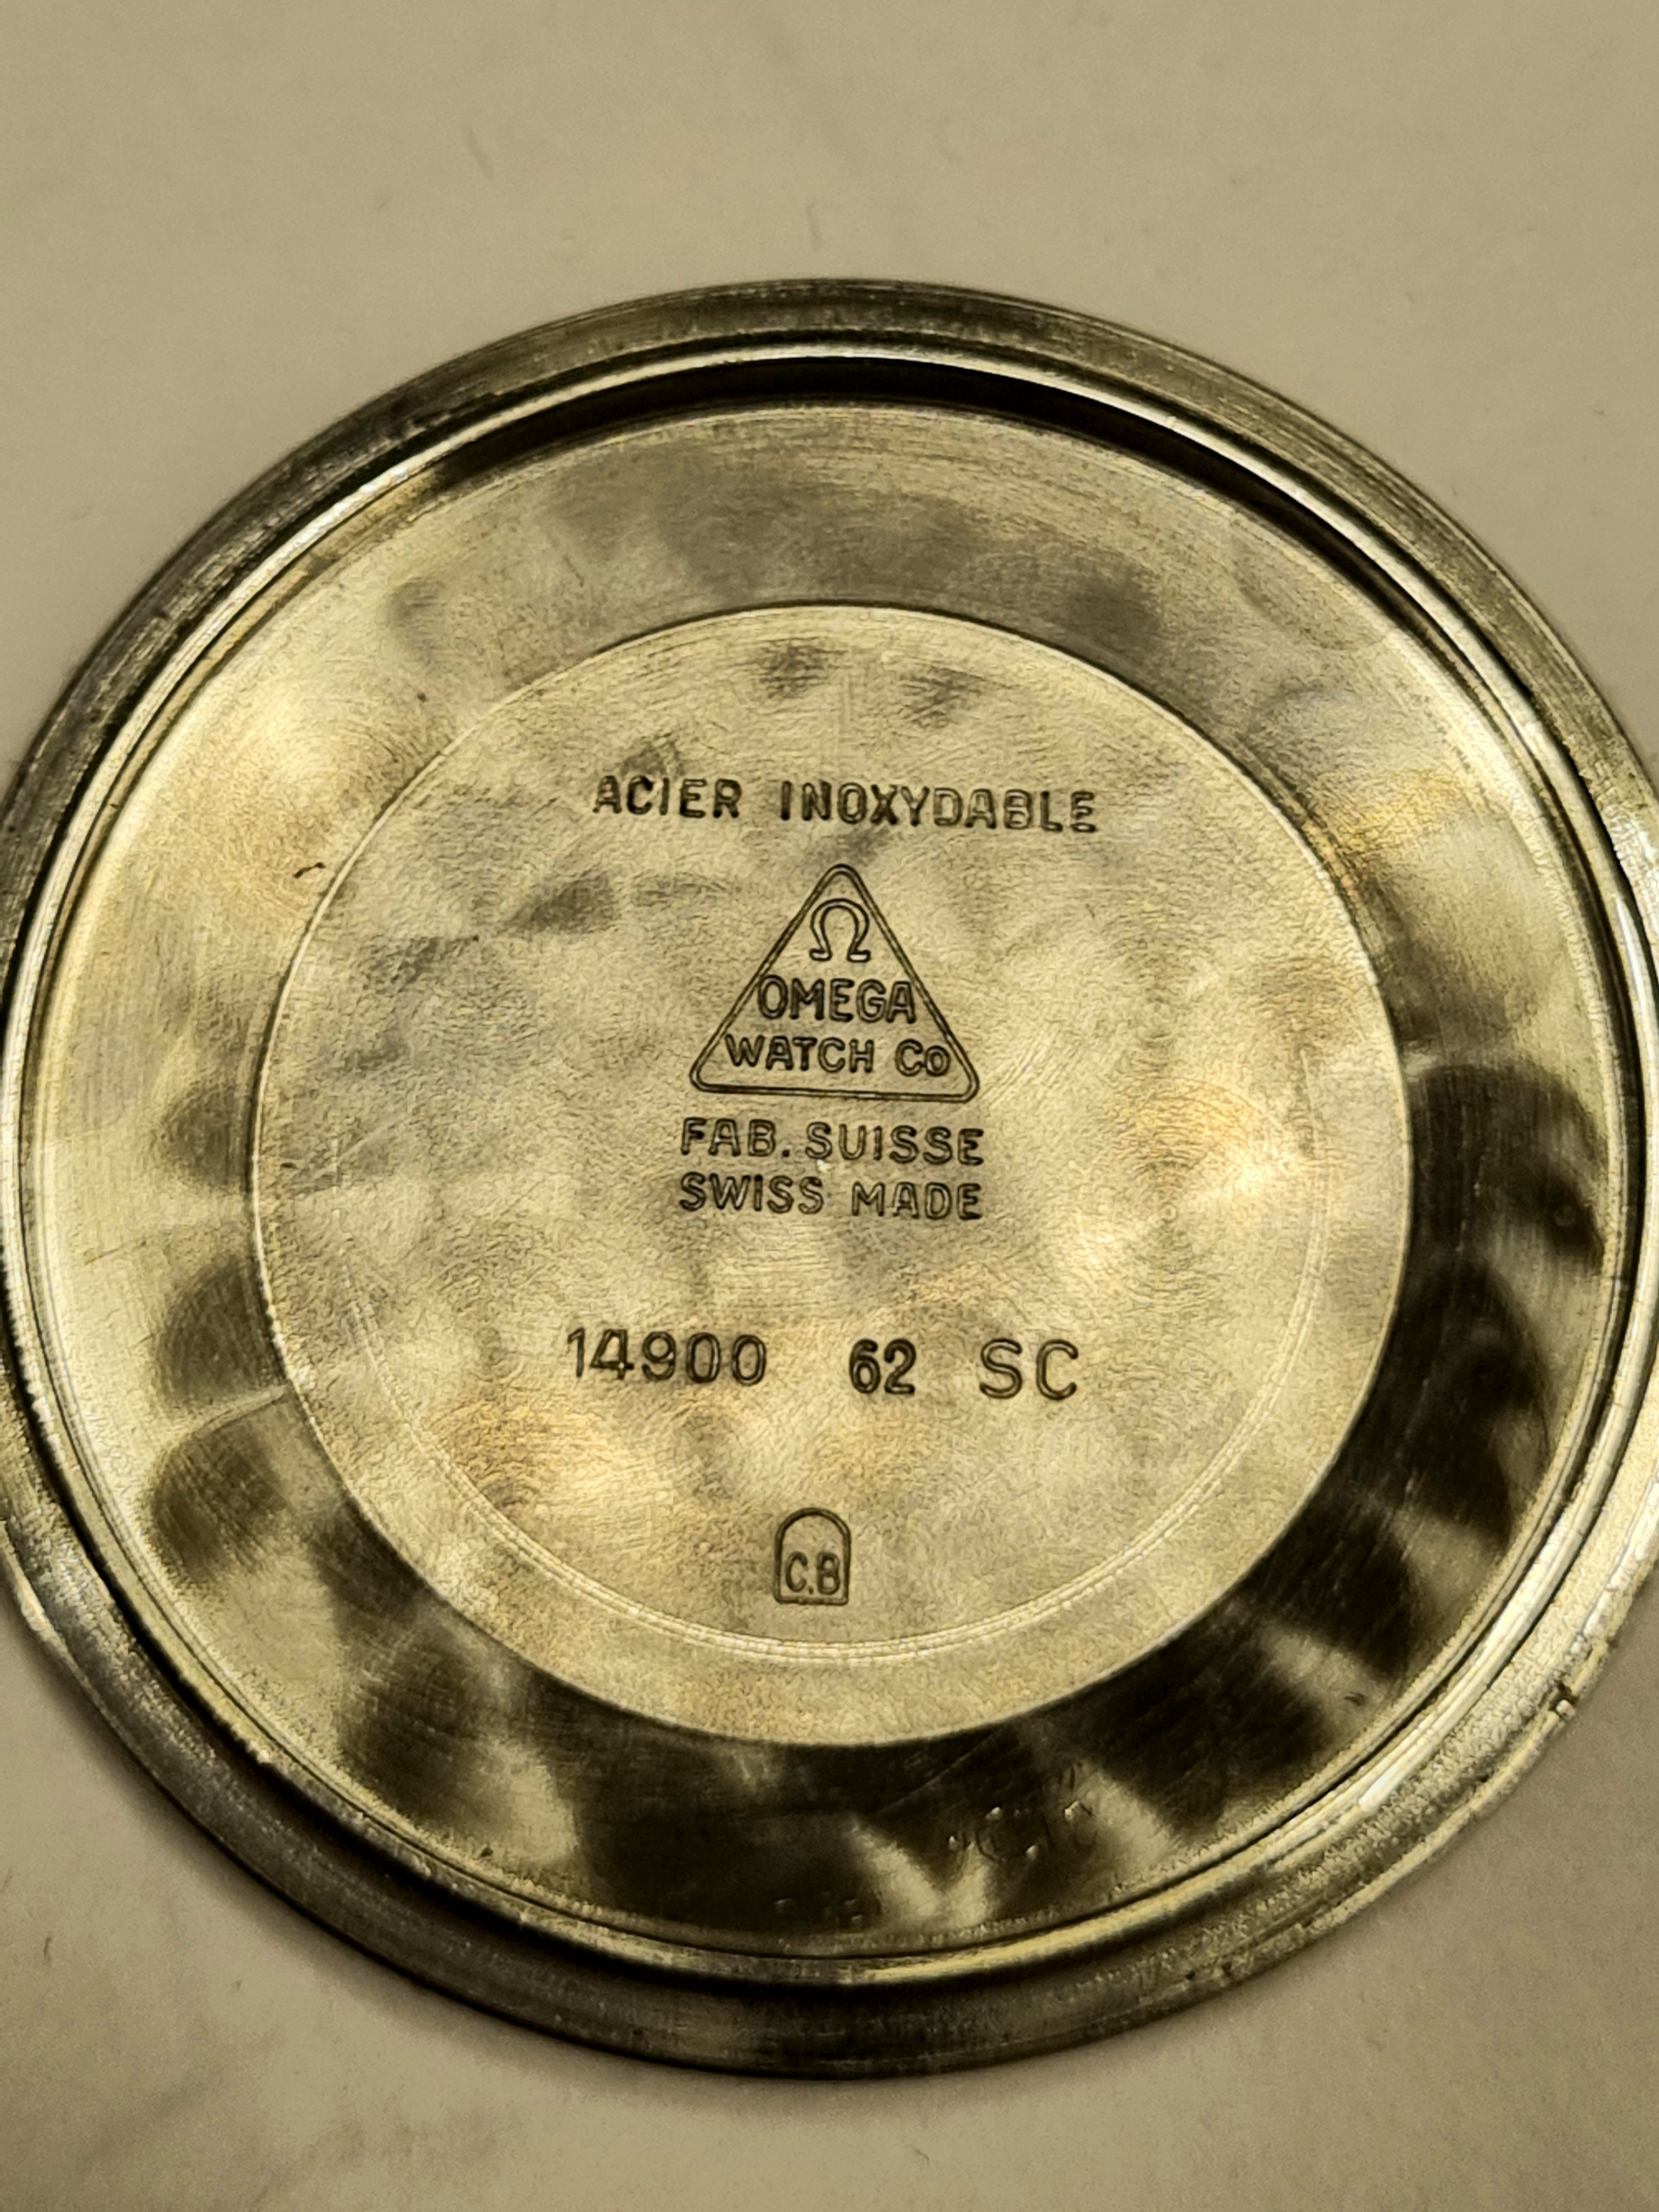 ACIER INOXYDABLE
Ω
OMEGA
WATCH Co
FAB. SUISSE
SWISS MADE
14900 62 SC
C.B